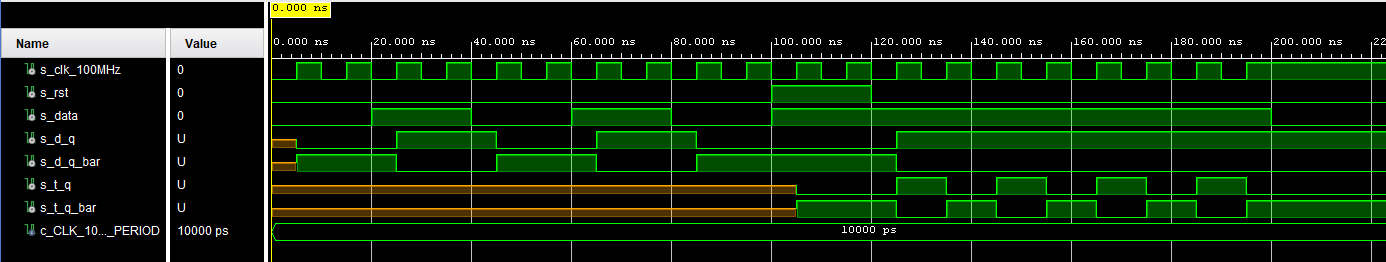 0.000 ns
Name Value
0.000 ns 20.000 ns 40.000 ns 60.000 ns 80.000 ns 100.000 ns 120.000 ns 140.000 ns 160.000 ns 180.000 ns 200.000 ns 22
s_clk_100MHz 0
s_rst 0
s_data 0
s_d_q U
s_d_q_bar U
s_t_q U
s_t_q_bar U
c_CLK_10..._PERIOD 10000 ps 10000 ps